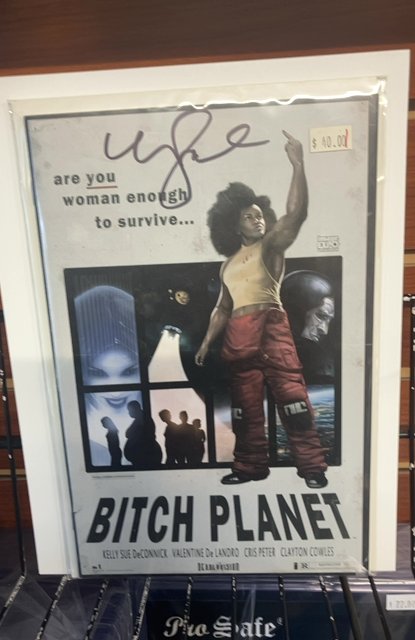 $ 40.00
are you
woman enough
to survive...
NC
BITCH PLANET
KELLY SUE DeCONNICK VALENTINE De LANDRO CRIS PETER CLAYTON COWLES
Pro Safe